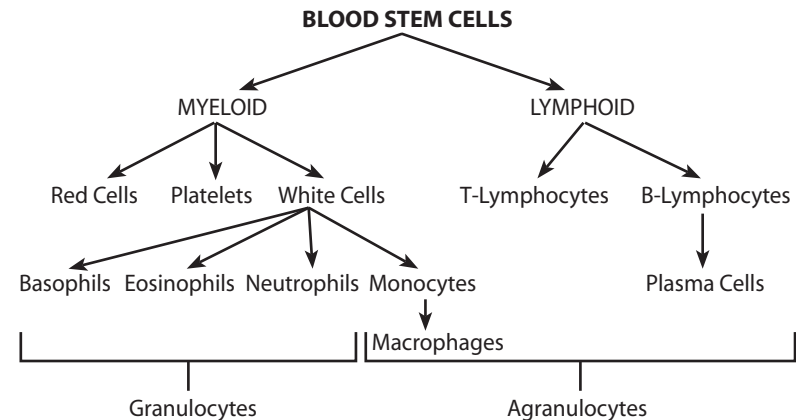 BLOOD STEM CELLS
MYELOID LYMPHOID
Red Cells Platelets White Cells T-Lymphocytes B-Lymphocytes
Basophils Eosinophils Neutrophils Monocytes Plasma Cells
Macrophages
Granulocytes Agranulocytes